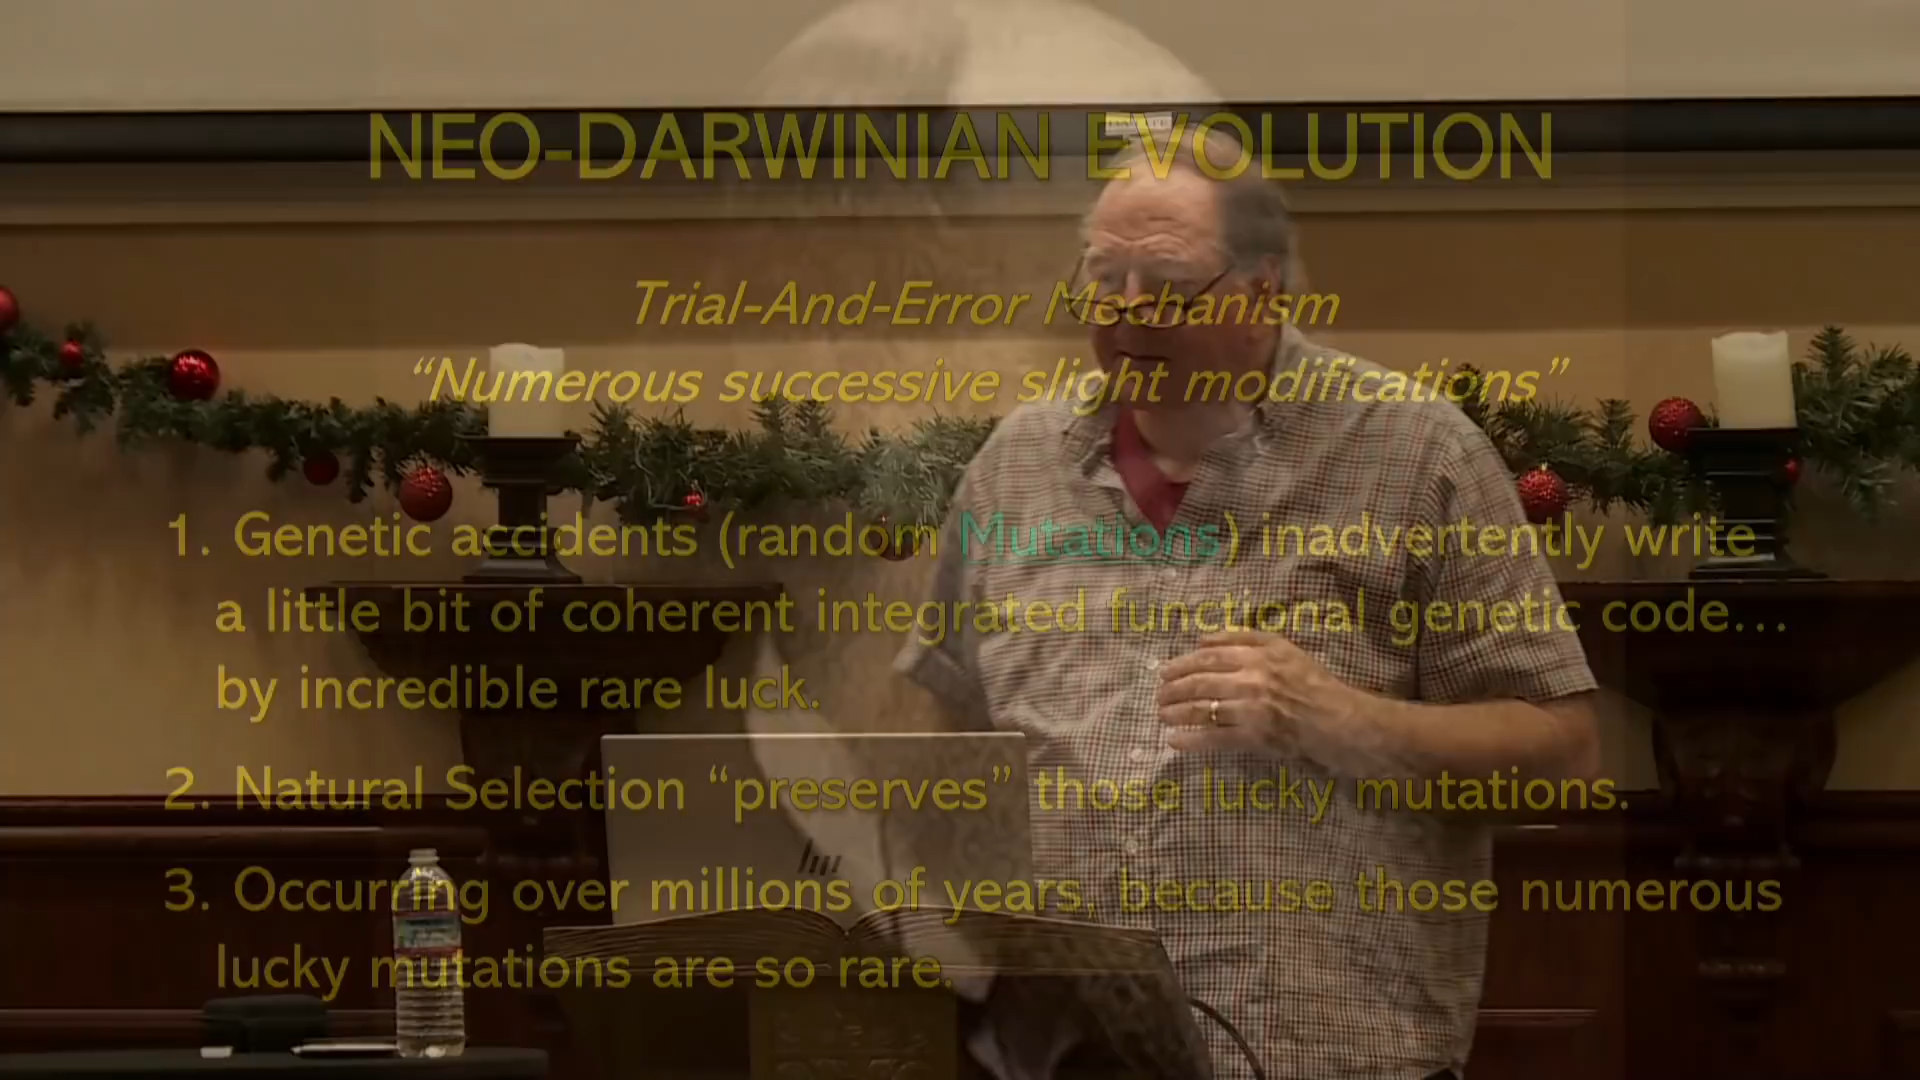 NEO-DARWINIAN EVOLUTION
Trial-And-Error Mechanism
“Numerous successive slight modifications”
1. Genetic accidents (random Mutations) inadvertently write
a little bit of coherent integrated functional genetic code...
by incredible rare luck.
2. Natural Selection “preserves” those lucky mutations.
3. Occurring over millions of years, because those numerous
lucky mutations are so rare.
hp